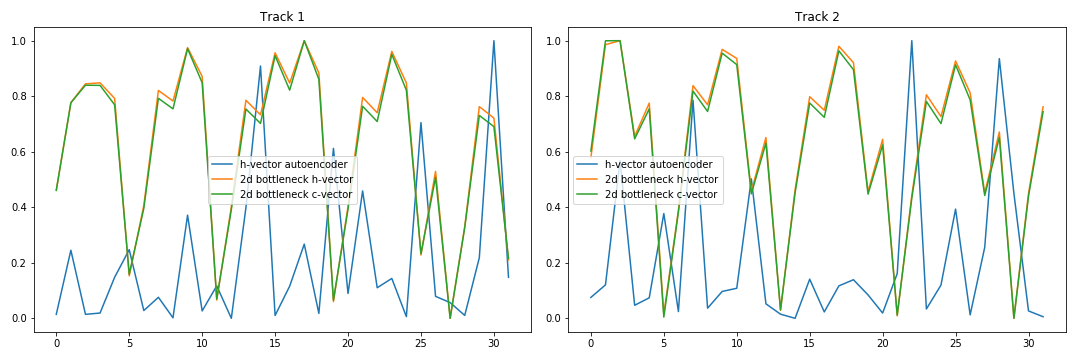 Track 1
1.0
0.8
0.6
0.4
0.2
0.0
h-vector autoencoder
2d bottleneck h-vector
2d bottleneck c-vector
0 5 10 15 20 25 30
Track 2
1.0
0.8
0.6
0.4
0.2
0.0
h-vector autoencoder
2d bottleneck h-vector
2d bottleneck c-vector
0 5 10 15 20 25 30